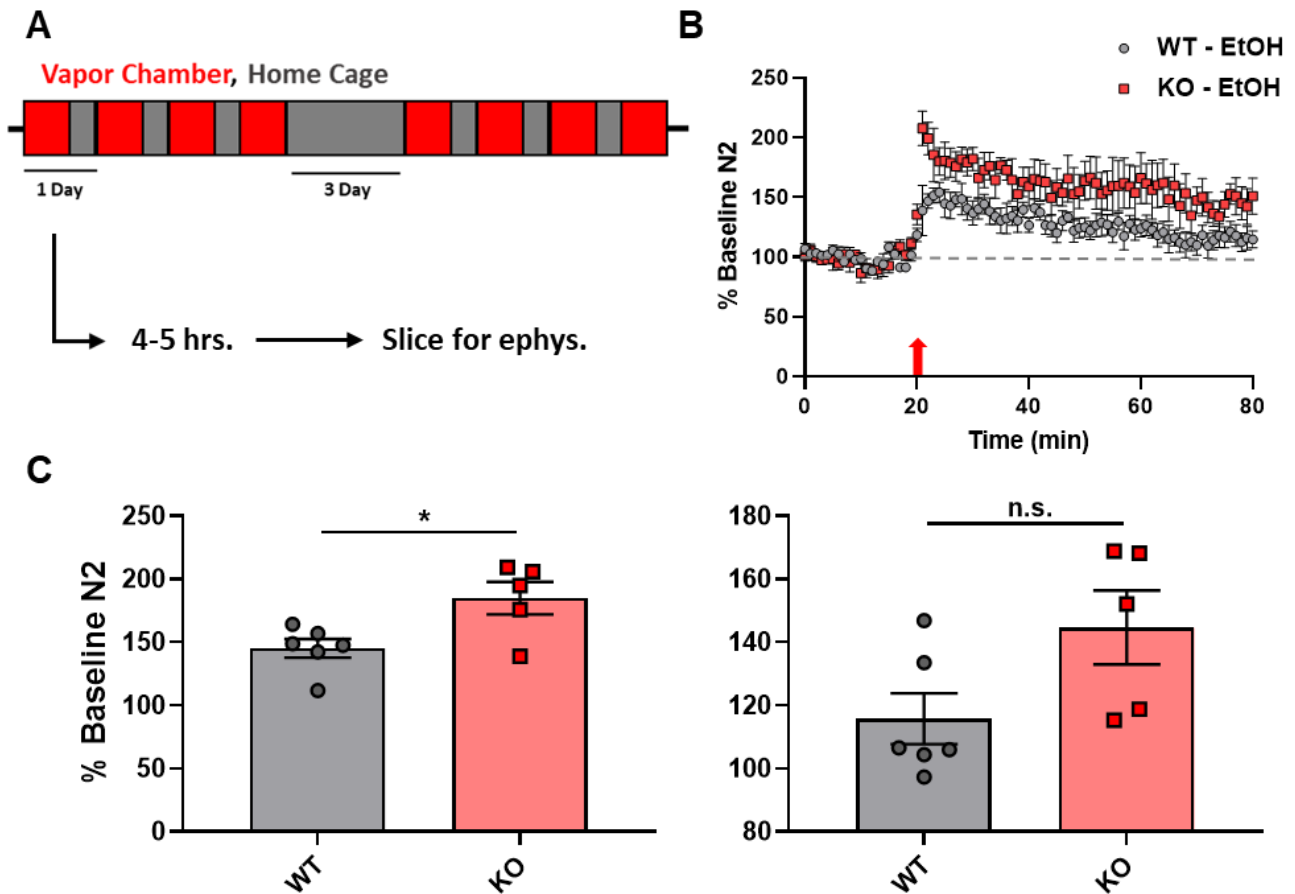 A
Vapor Chamber, Home Cage
1 Day
3 Day
4-5 hrs.
Slice for ephys.
B
WT - EtOH
KO - EtOH
% Baseline N2
250
200
150
100
50
0
0 20 40 60 80
Time (min)
C
% Baseline N2
250
200
150
100
50
0
*
WT KO
180
160
140
120
100
80
n.s.
WT KO